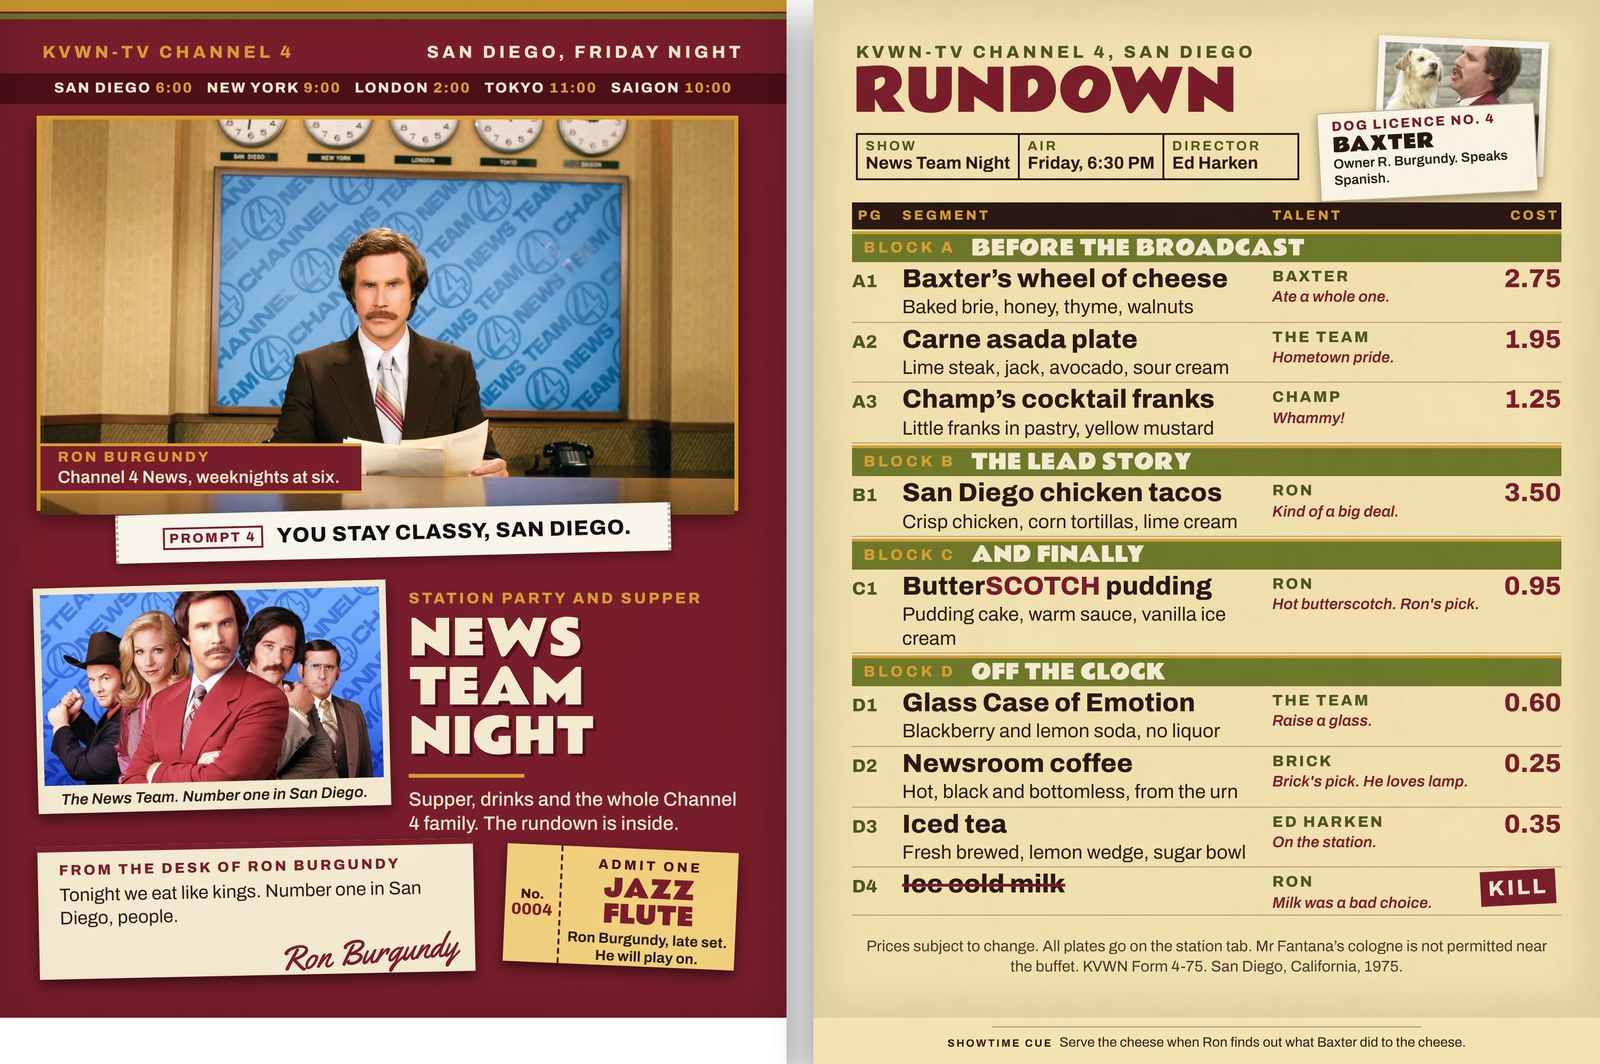 KVWN-TV CHANNEL 4
SAN DIEGO, FRIDAY NIGHT
SAN DIEGO 6:00 NEW YORK 9:00 LONDON 2:00 TOKYO 11:00 SAIGON 10:00
SAN DIEGO
NEW YORK
LONDON
TOKYO
SAIGON
CHANNEL 4 NEWS TEAM
RON BURGUNDY
Channel 4 News, weeknights at six.
PROMPT 4 YOU STAY CLASSY, SAN DIEGO.
The News Team. Number one in San Diego.
STATION PARTY AND SUPPER
NEWS
TEAM
NIGHT
Supper, drinks and the whole Channel
4 family. The rundown is inside.
FROM THE DESK OF RON BURGUNDY
Tonight we eat like kings. Number one in San
Diego, people.
Ron Burgundy
No.
0004
ADMIT ONE
JAZZ
FLUTE
Ron Burgundy, late set.
He will play on.
KVWN-TV CHANNEL 4, SAN DIEGO
RUNDOWN
SHOW
News Team Night
AIR
Friday, 6:30 PM
DIRECTOR
Ed Harken
DOG LICENCE NO. 4
BAXTER
Owner R. Burgundy. Speaks
Spanish.
PG SEGMENT TALENT COST
BLOCK A BEFORE THE BROADCAST
A1 Baxter’s wheel of cheese BAXTER 2.75
Baked brie, honey, thyme, walnuts Ate a whole one.
A2 Carne asada plate THE TEAM 1.95
Lime steak, jack, avocado, sour cream Hometown pride.
A3 Champ’s cocktail franks CHAMP 1.25
Little franks in pastry, yellow mustard Whammy!
BLOCK B THE LEAD STORY
B1 San Diego chicken tacos RON 3.50
Crisp chicken, corn tortillas, lime cream Kind of a big deal.
BLOCK C AND FINALLY
C1 ButterSCOTCH pudding RON 0.95
Pudding cake, warm sauce, vanilla ice Hot butterscotch. Ron's pick.
cream
BLOCK D OFF THE CLOCK
D1 Glass Case of Emotion THE TEAM 0.60
Blackberry and lemon soda, no liquor Raise a glass.
D2 Newsroom coffee BRICK 0.25
Hot, black and bottomless, from the urn Brick's pick. He loves lamp.
D3 Iced tea ED HARKEN 0.35
Fresh brewed, lemon wedge, sugar bowl On the station.
D4 Ice cold milk RON KILL
Milk was a bad choice.
Prices subject to change. All plates go on the station tab. Mr Fantana’s cologne is not permitted near
the buffet. KVWN Form 4-75. San Diego, California, 1975.
SHOWTIME CUE Serve the cheese when Ron finds out what Baxter did to the cheese.